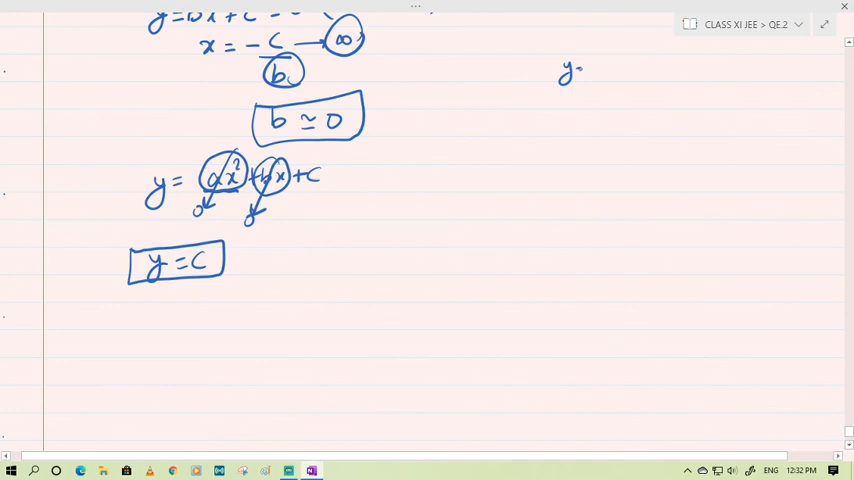 CLASS XI JEE > QE.2
x = -c/b → ∞
y=
b ≃ 0
y = ax² + bx + c
0 0
y = c
ENG 12:32 PM